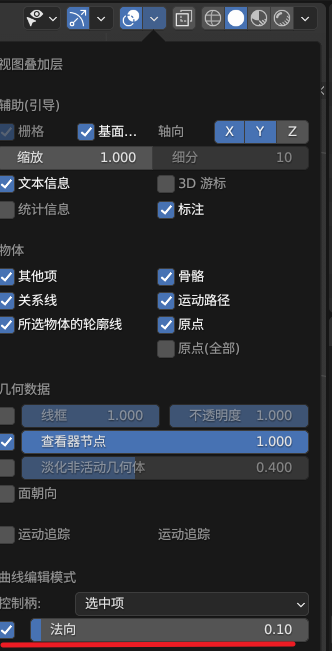 视图叠加层
辅助(引导)
栅格 基面... 轴向 X Y Z
缩放 1.000 细分 10
文本信息 3D 游标
统计信息 标注
物体
其他项 骨骼
关系线 运动路径
所选物体的轮廓线 原点
原点(全部)
几何数据
线框 1.000 不透明度 1.000
查看器节点 1.000
淡化非活动几何体 0.400
面朝向
运动追踪 运动追踪
曲线编辑模式
控制柄: 选中项
法向 0.10